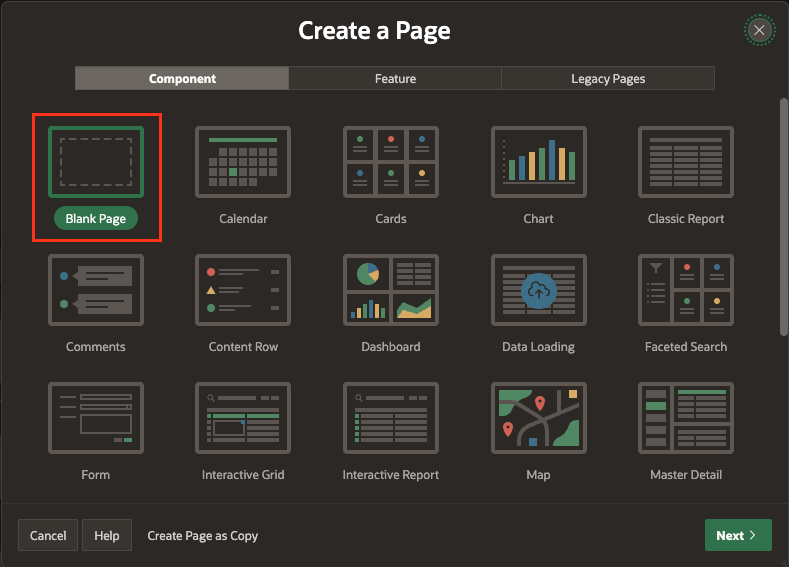 Create a Page
Component
Feature
Legacy Pages
Blank Page
Calendar
Cards
Chart
Classic Report
Comments
Content Row
Dashboard
Data Loading
Faceted Search
Form
Interactive Grid
Interactive Report
Map
Master Detail
Cancel
Help
Create Page as Copy
Next